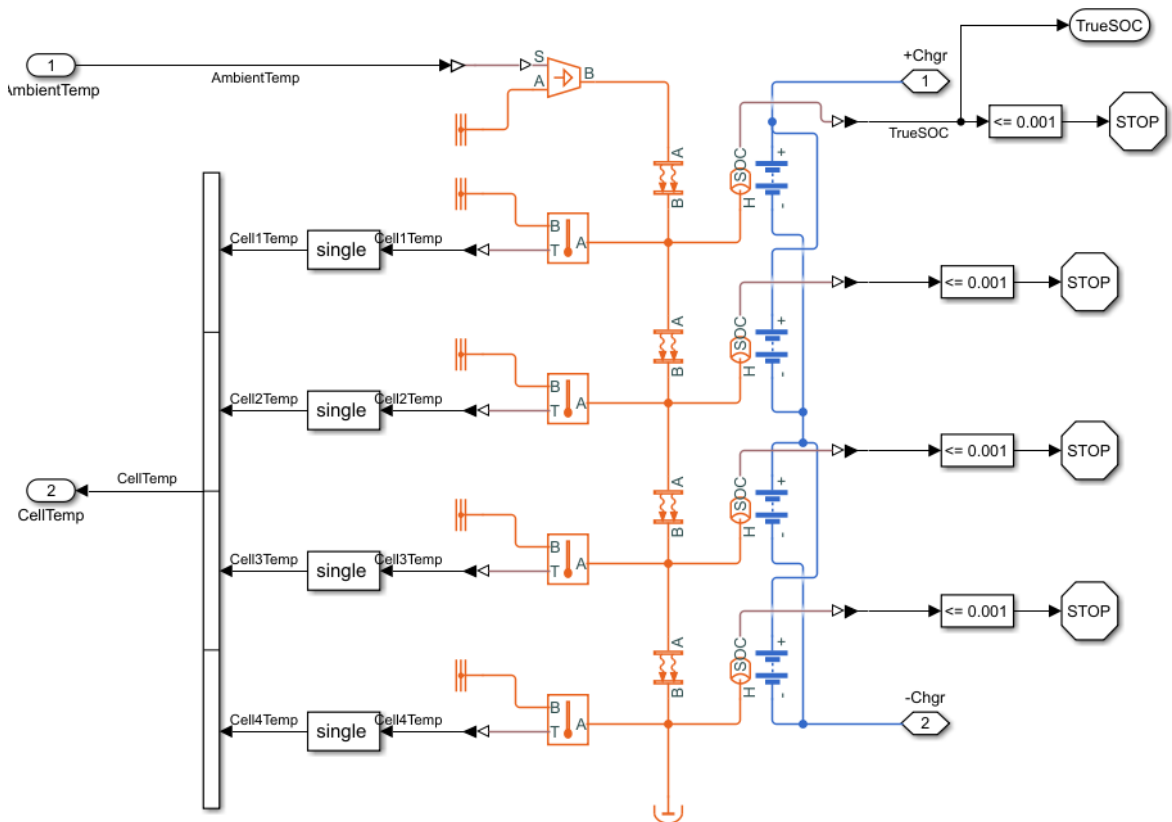 TrueSOC
+Chgr
1
S
A
B
1
AmbientTemp
AmbientTemp
TrueSOC
<= 0.001
STOP
A
B
SOC
H
+
-
B
T
A
Cell1Temp
single
Cell1Temp
<= 0.001
STOP
A
B
SOC
H
+
-
B
T
A
Cell2Temp
single
Cell2Temp
<= 0.001
STOP
A
B
SOC
H
+
-
CellTemp
2
CellTemp
B
T
A
Cell3Temp
single
Cell3Temp
<= 0.001
STOP
A
B
SOC
H
+
-
-Chgr
2
B
T
A
Cell4Temp
single
Cell4Temp